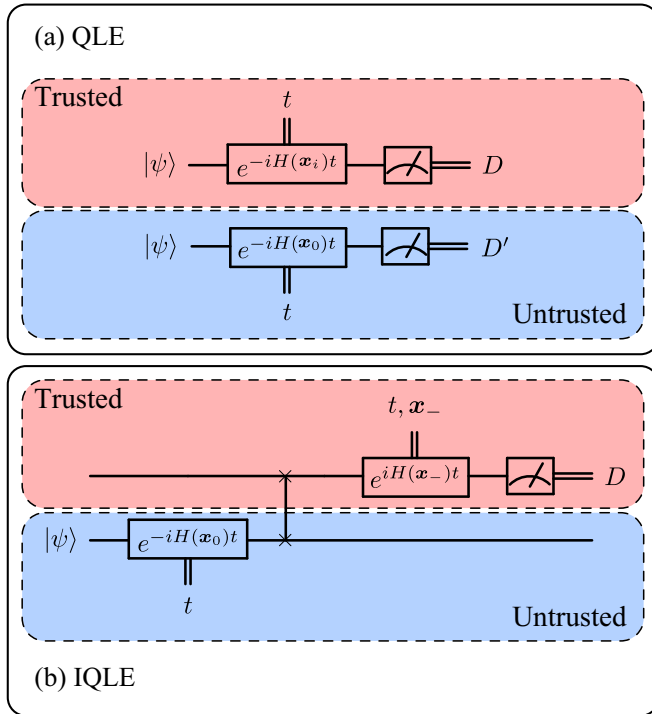 (a) QLE
Trusted
t
|ψ⟩ e^{-iH(x_i)t} D
|ψ⟩ e^{-iH(x_0)t} D′
t
Untrusted
Trusted
t, x_−
e^{iH(x_−)t} D
|ψ⟩ e^{-iH(x_0)t}
t
Untrusted
(b) IQLE